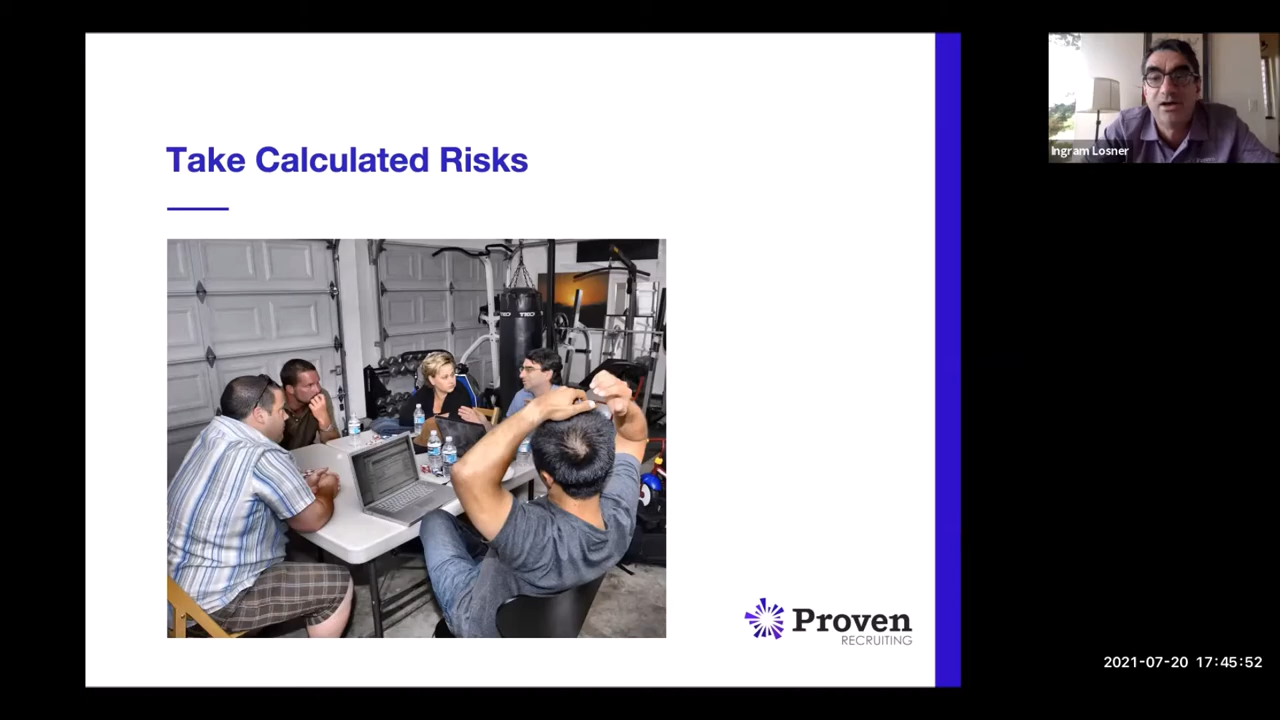 Take Calculated Risks
Ingram Losner
Proven
RECRUITING
2021-07-20 17:45:52